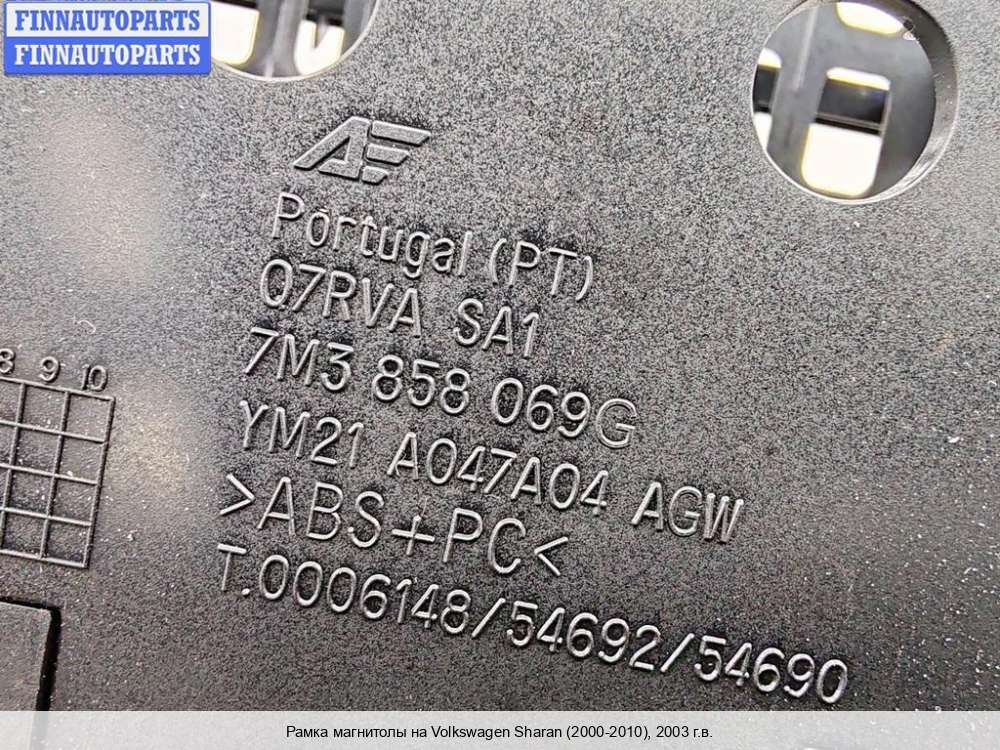 FINNAUTOPARTS
FINNAUTOPARTS
AE
Portugal (PT)
07RVA SA1
7M3 858 069G
YM21 A047A04 AGW
>ABS+PC<
T.0006148/54692/54690
8 9 10
Рамка магнитолы на Volkswagen Sharan (2000-2010), 2003 г.в.